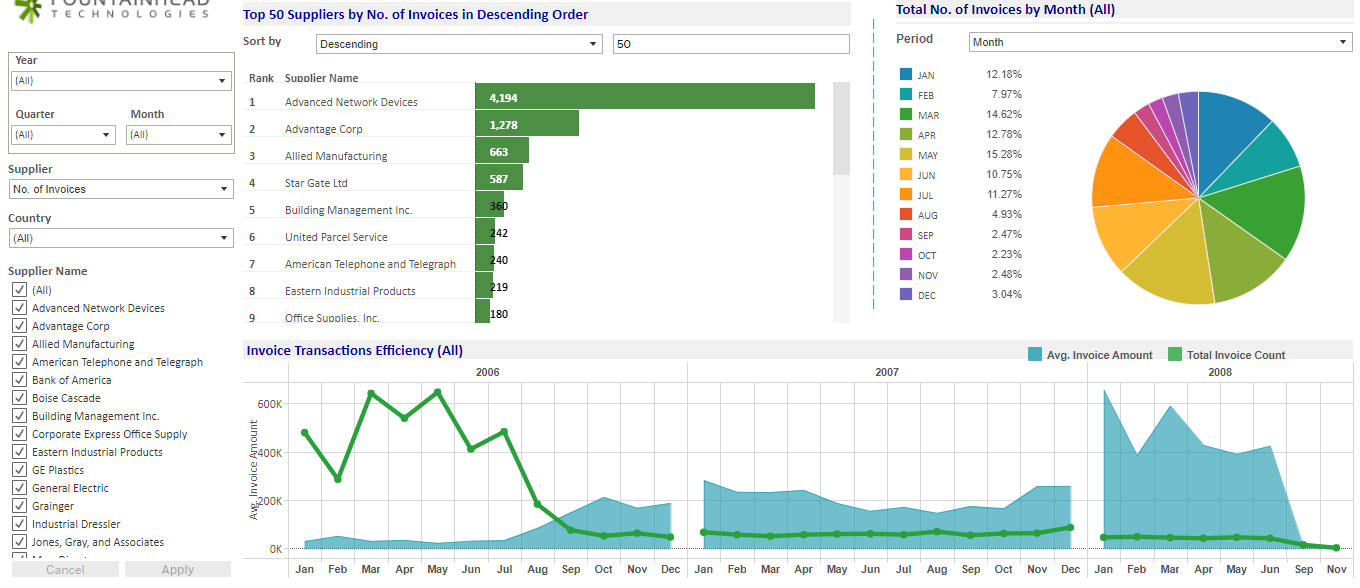 FOUNTAINHEAD
TECHNOLOGIES
Year
(All)
Quarter
Month
(All)
(All)
Supplier
No. of Invoices
Country
(All)
Supplier Name
(All)
Advanced Network Devices
Advantage Corp
Allied Manufacturing
American Telephone and Telegraph
Bank of America
Boise Cascade
Building Management Inc.
Corporate Express Office Supply
Eastern Industrial Products
GE Plastics
General Electric
Grainger
Industrial Dressler
Jones, Gray, and Associates
Cancel
Apply
Top 50 Suppliers by No. of Invoices in Descending Order
Sort by
Descending
50
Rank Supplier Name
1 Advanced Network Devices 4,194
2 Advantage Corp 1,278
3 Allied Manufacturing 663
4 Star Gate Ltd 587
5 Building Management Inc. 360
6 United Parcel Service 242
7 American Telephone and Telegraph 240
8 Eastern Industrial Products 219
9 Office Supplies, Inc. 180
Total No. of Invoices by Month (All)
Period
Month
JAN 12.18%
FEB 7.97%
MAR 14.62%
APR 12.78%
MAY 15.28%
JUN 10.75%
JUL 11.27%
AUG 4.93%
SEP 2.47%
OCT 2.23%
NOV 2.48%
DEC 3.04%
Invoice Transactions Efficiency (All)
Avg. Invoice Amount
Total Invoice Count
2006 2007 2008
Avg. Invoice Amount
600K
400K
200K
0K
Jan Feb Mar Apr May Jun Jul Aug Sep Oct Nov Dec Jan Feb Mar Apr May Jun Jul Aug Sep Oct Nov Dec Jan Feb Mar Apr May Jun Sep Nov